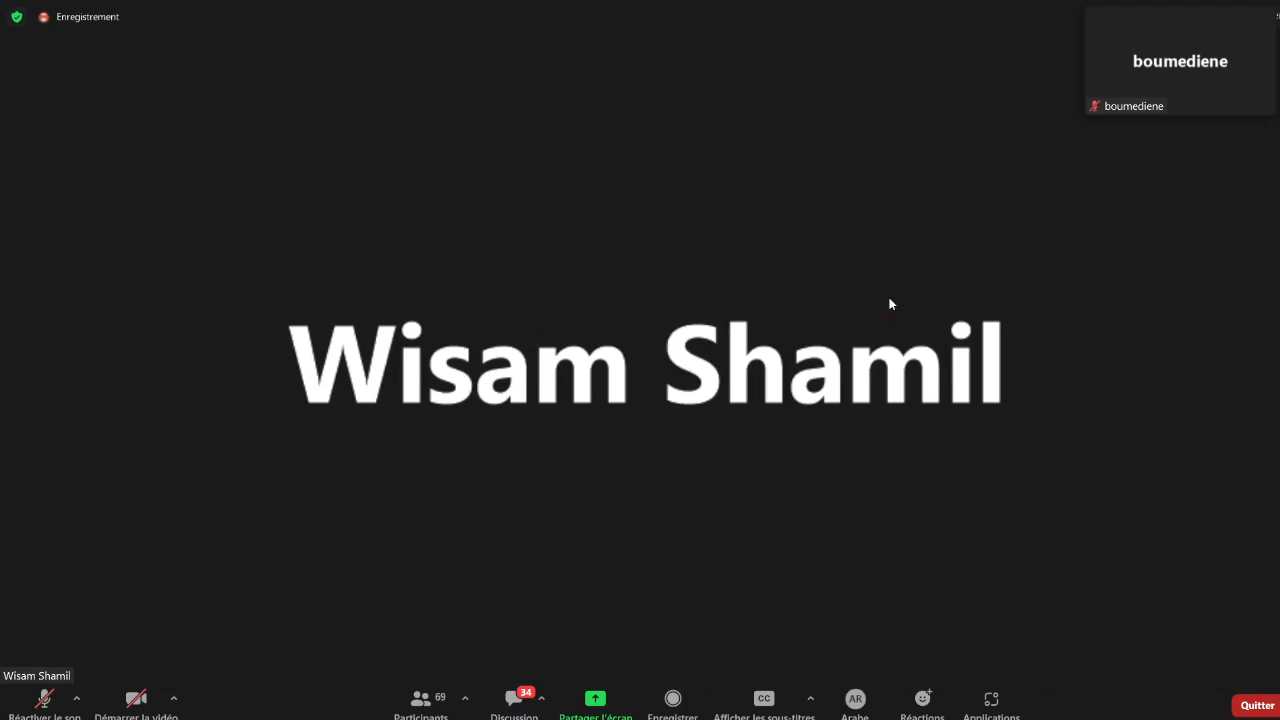 Enregistrement
boumediene
boumediene
Wisam Shamil
Wisam Shamil
69
34
CC
AR
Réactiver le son
Démarrer la vidéo
Participants
Discussion
Partager l'écran
Enregistrer
Afficher les sous-titres
Arabe
Réactions
Applications
Quitter